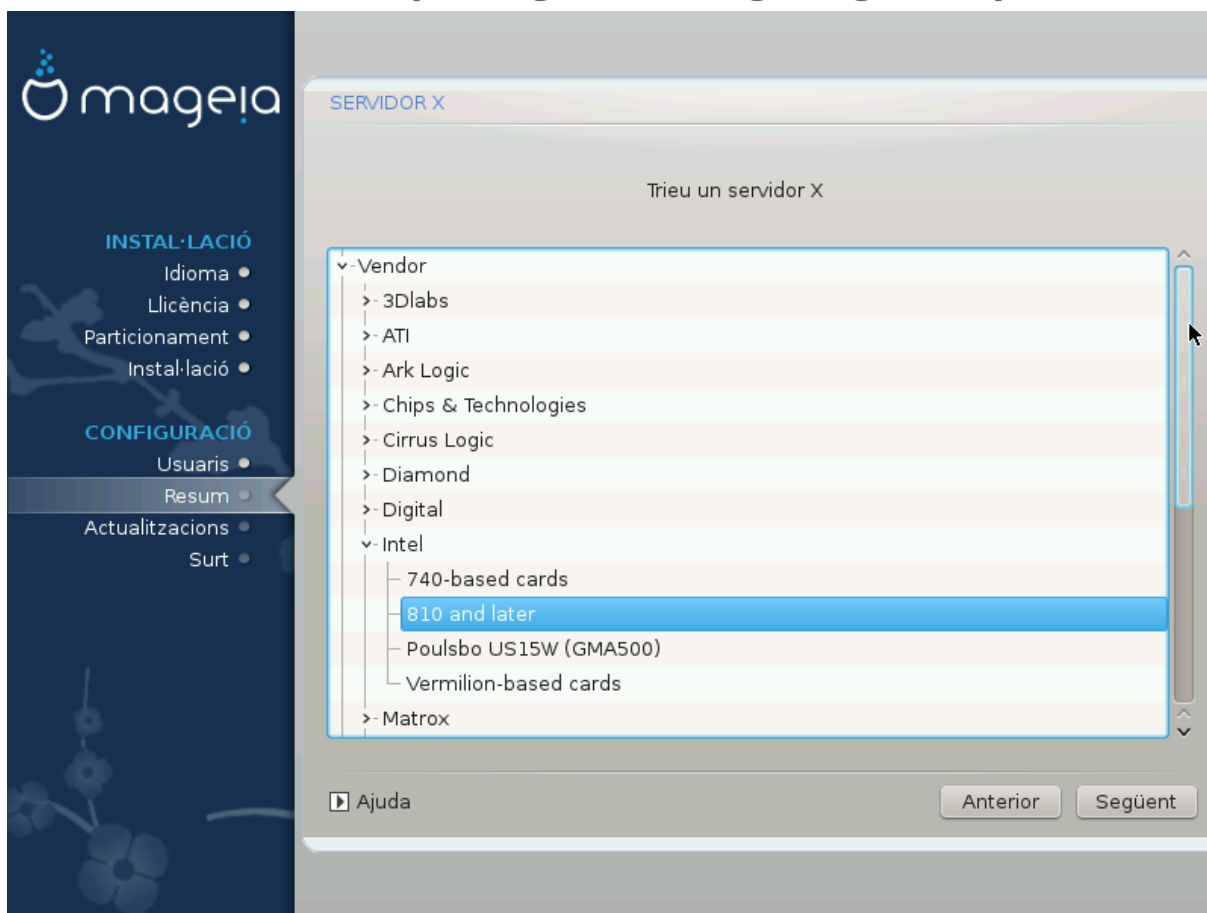 mageia
INSTAL·LACIÓ
Idioma
Llicència
Particionament
Instal·lació
CONFIGURACIÓ
Usuaris
Resum
Actualitzacions
Surt
SERVIDOR X
Trieu un servidor X
Vendor
3Dlabs
ATI
Ark Logic
Chips & Technologies
Cirrus Logic
Diamond
Digital
Intel
740-based cards
810 and later
Poulsbo US15W (GMA500)
Vermilion-based cards
Matrox
Ajuda
Anterior
Següent